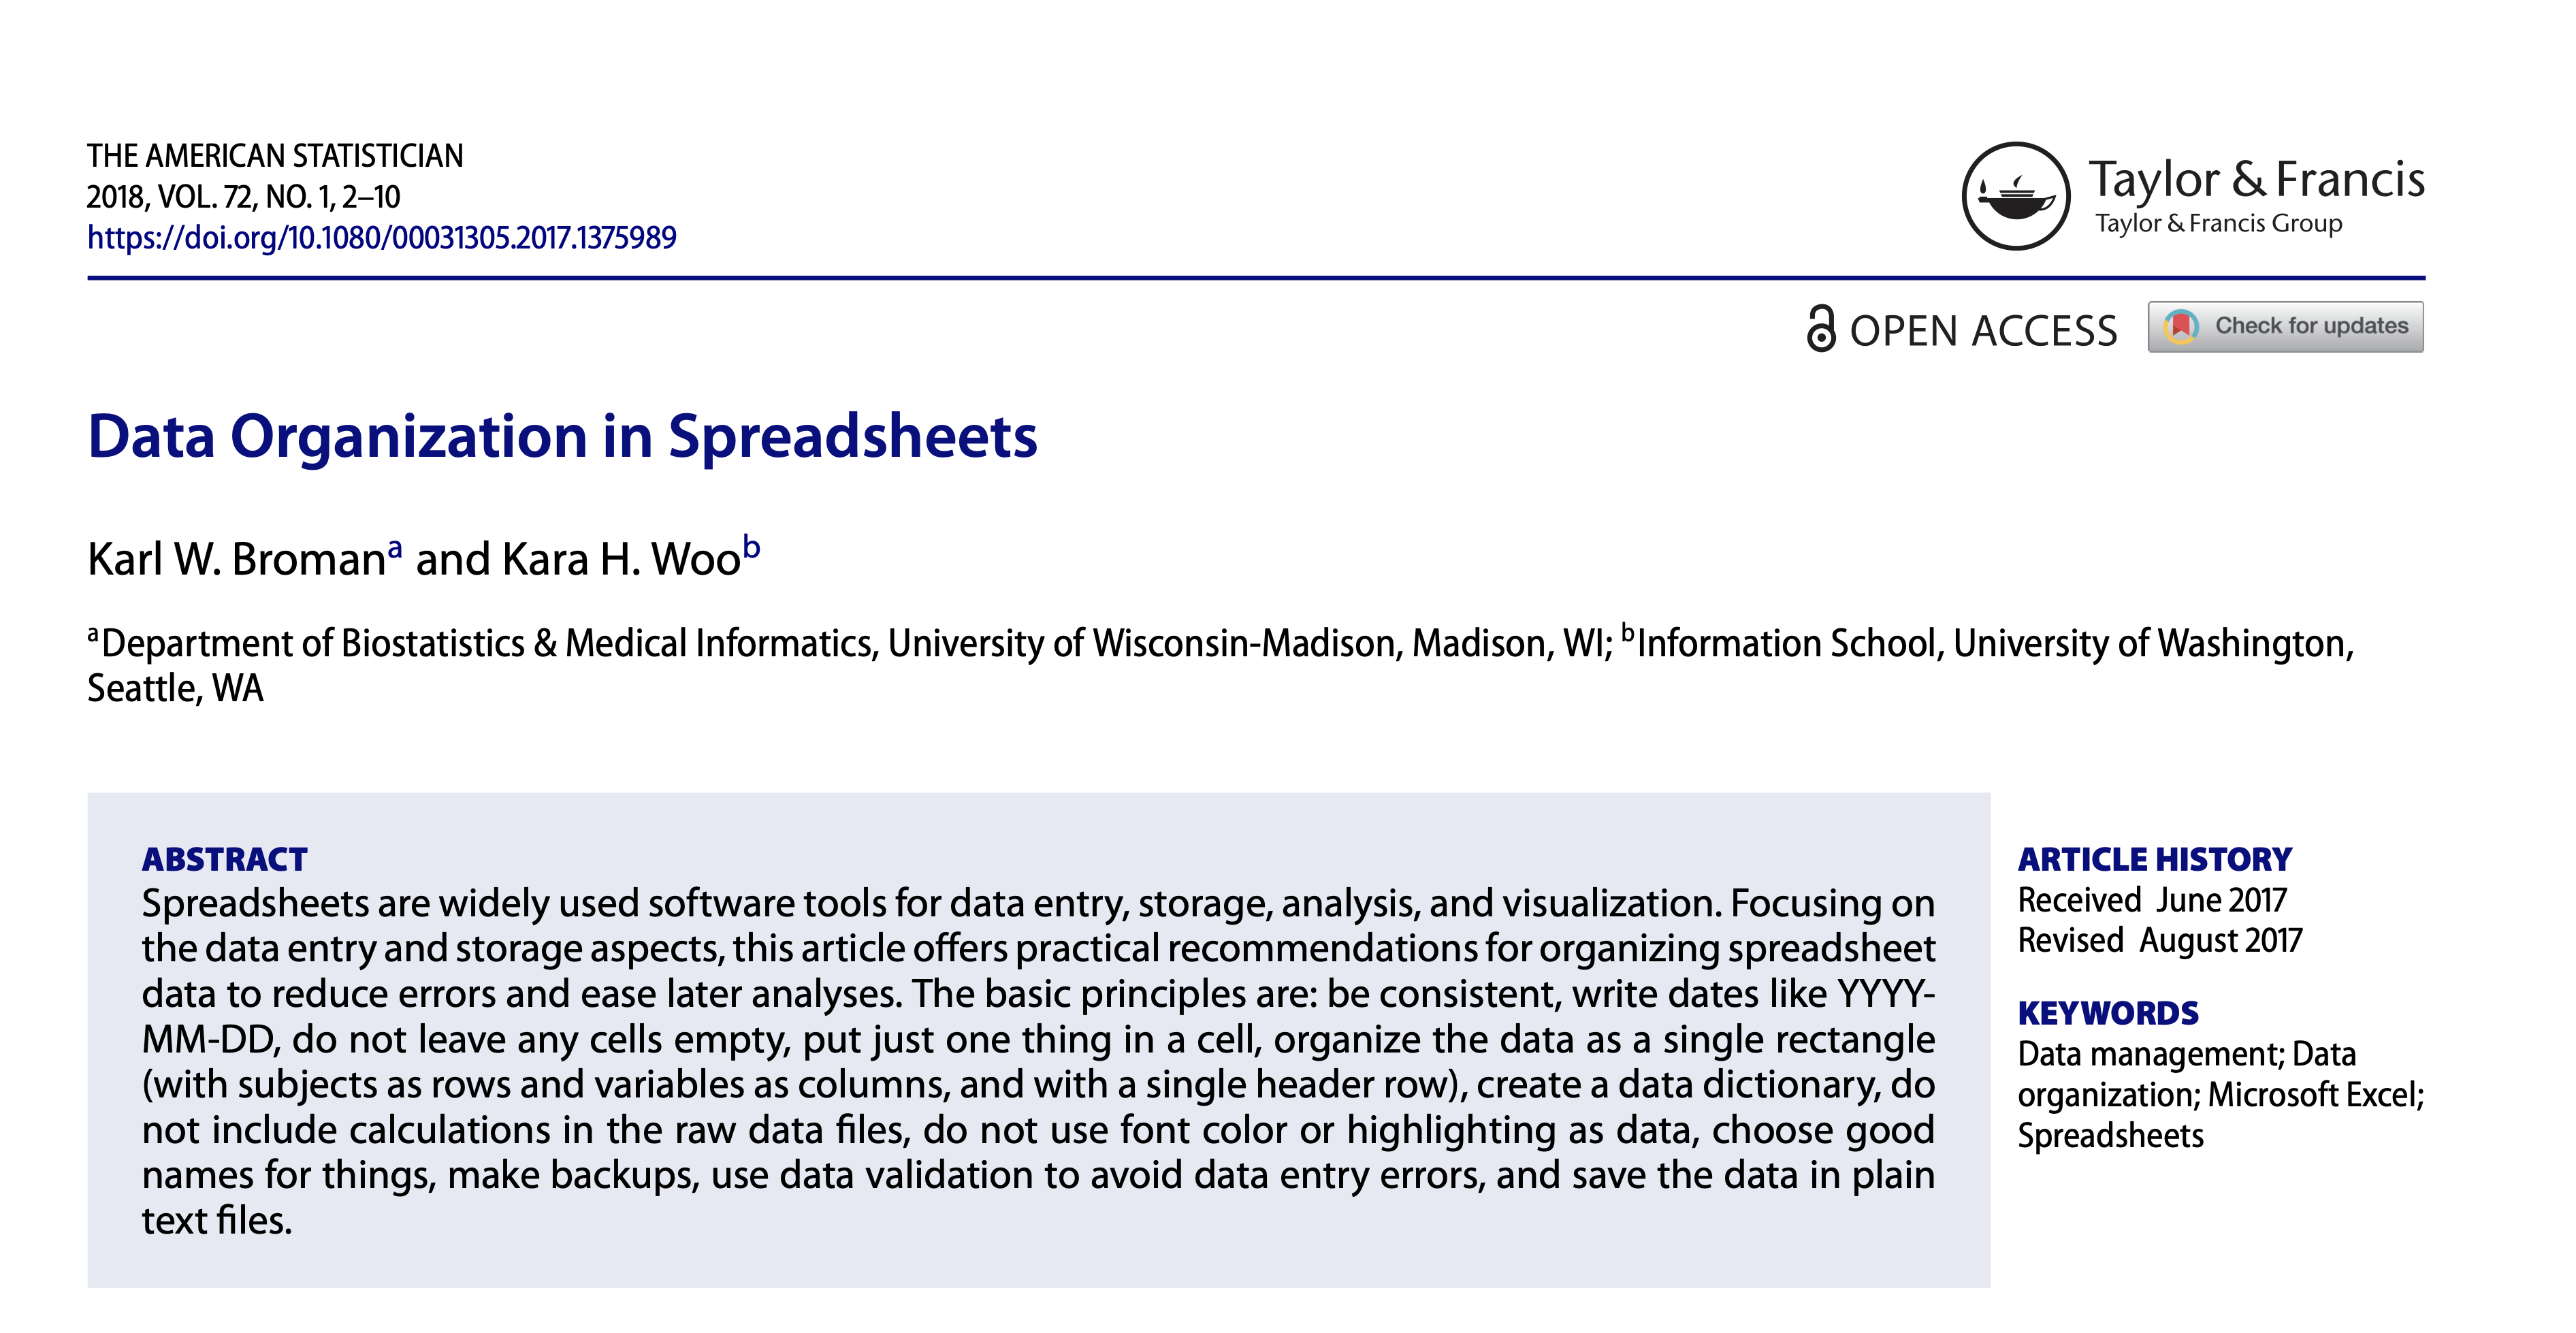 THE AMERICAN STATISTICIAN
2018, VOL. 72, NO. 1, 2–10
https://doi.org/10.1080/00031305.2017.1375989
Taylor & Francis
Taylor & Francis Group
OPEN ACCESS
Check for updates
Data Organization in Spreadsheets
Karl W. Bromanᵃ and Kara H. Wooᵇ
ᵃDepartment of Biostatistics & Medical Informatics, University of Wisconsin-Madison, Madison, WI; ᵇInformation School, University of Washington,
Seattle, WA
ABSTRACT
Spreadsheets are widely used software tools for data entry, storage, analysis, and visualization. Focusing on
the data entry and storage aspects, this article offers practical recommendations for organizing spreadsheet
data to reduce errors and ease later analyses. The basic principles are: be consistent, write dates like YYYY-
MM-DD, do not leave any cells empty, put just one thing in a cell, organize the data as a single rectangle
(with subjects as rows and variables as columns, and with a single header row), create a data dictionary, do
not include calculations in the raw data files, do not use font color or highlighting as data, choose good
names for things, make backups, use data validation to avoid data entry errors, and save the data in plain
text files.
ARTICLE HISTORY
Received June 2017
Revised August 2017
KEYWORDS
Data management; Data
organization; Microsoft Excel;
Spreadsheets